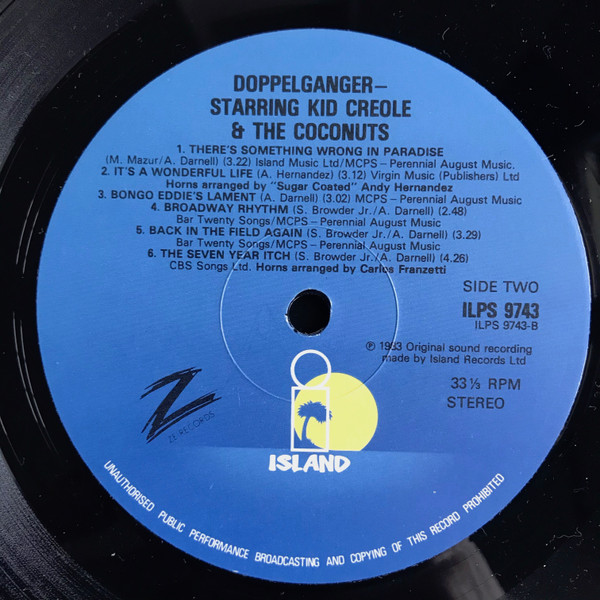 DOPPELGANGER–
STARRING KID CREOLE
& THE COCONUTS
1. THERE'S SOMETHING WRONG IN PARADISE
(M. Mazur/A. Darnell) (3.22) Island Music Ltd/MCPS – Perennial August Music.
2. IT'S A WONDERFUL LIFE (A. Hernandez) (3.12) Virgin Music (Publishers) Ltd
Horns arranged by "Sugar Coated" Andy Hernandez
3. BONGO EDDIE'S LAMENT (A. Darnell) (3.02) MCPS – Perennial August Music
4. BROADWAY RHYTHM (S. Browder Jr./A. Darnell) (2.48)
Bar Twenty Songs/MCPS – Perennial August Music
5. BACK IN THE FIELD AGAIN (S. Browder Jr./A. Darnell) (3.29)
Bar Twenty Songs/MCPS – Perennial August Music.
6. THE SEVEN YEAR ITCH (S. Browder Jr./A. Darnell) (4.26)
CBS Songs Ltd. Horns arranged by Carlos Franzetti
SIDE TWO
ILPS 9743
ILPS 9743-B
℗ 1983 Original sound recording
made by Island Records Ltd
33⅓ RPM
STEREO
Z
ZE RECORDS
ISLAND
UNAUTHORISED PUBLIC PERFORMANCE BROADCASTING AND COPYING OF THIS RECORD PROHIBITED